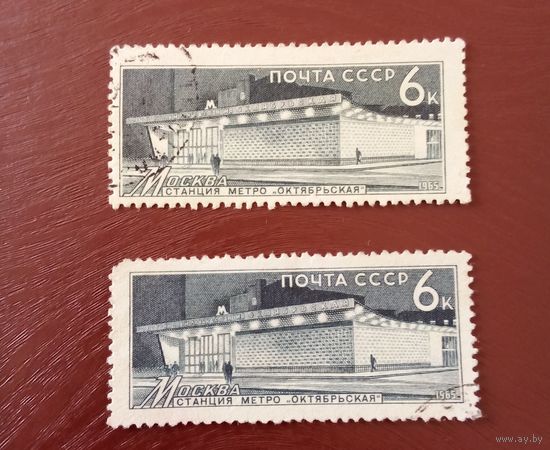 ПОЧТА СССР 6к
М
МОСКВА
СТАНЦИЯ МЕТРО „ОКТЯБРЬСКАЯ“
1965
ПОЧТА СССР 6к
М
МОСКВА
СТАНЦИЯ МЕТРО „ОКТЯБРЬСКАЯ“
1965
www.ay.by